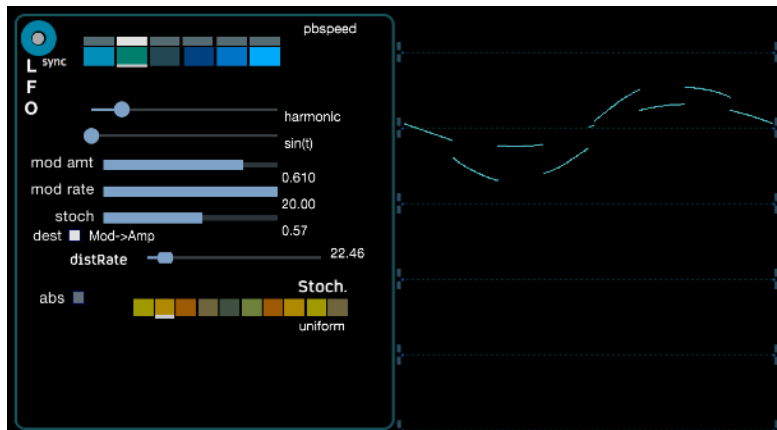 pbspeed
sync
L
F
O
harmonic
sin(t)
mod amt
0.610
mod rate
20.00
stoch
0.57
dest Mod->Amp
distRate 22.46
Stoch.
abs
uniform